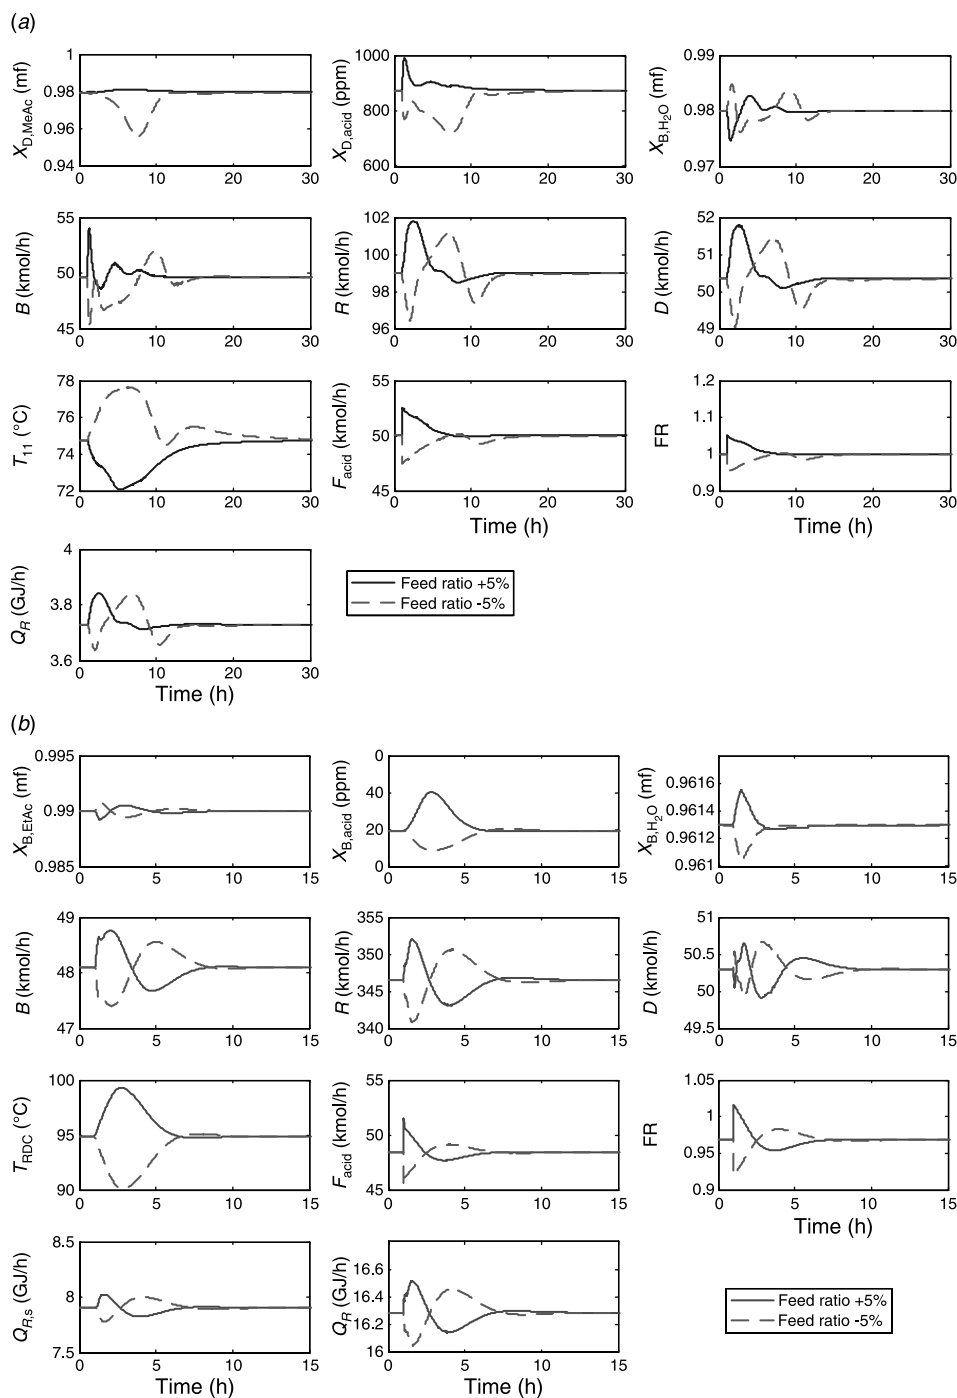 (a)
1
0.98
0.96
0.94
X_D,MeAc (mf)
0 10 20 30
1000
800
600
X_D,acid (ppm)
0 10 20 30
0.99
0.98
0.97
X_B,H₂O (mf)
0 10 20 30
55
50
45
B (kmol/h)
0 10 20 30
102
99
96
R (kmol/h)
0 10 20 30
52
51
50
49
D (kmol/h)
0 10 20 30
78
76
74
72
T₁₁ (°C)
0 10 20 30
55
50
45
F_acid (kmol/h)
0 10 20 30
Time (h)
1.2
1.1
1
0.9
FR
0 10 20 30
Time (h)
4
3.8
3.6
Q_R (GJ/h)
0 10 20 30
Time (h)
Feed ratio +5%
Feed ratio -5%
(b)
0.995
0.99
0.985
X_B,EtAc (mf)
0 5 10 15
0
40
20
0
X_B,acid (ppm)
0 5 10 15
0.9616
0.9614
0.9612
0.961
X_B,H₂O (mf)
0 5 10 15
49
48
47
B (kmol/h)
0 5 10 15
355
350
345
340
R (kmol/h)
0 5 10 15
51
50.5
50
49.5
D (kmol/h)
0 5 10 15
100
95
90
T_RDC (°C)
0 5 10 15
55
50
45
F_acid (kmol/h)
0 5 10 15
1.05
1
0.95
0.9
FR
0 5 10 15
Time (h)
8.5
8
7.5
Q_R,s (GJ/h)
0 5 10 15
Time (h)
16.6
16.4
16.2
16
Q_R (GJ/h)
0 5 10 15
Time (h)
Feed ratio +5%
Feed ratio -5%